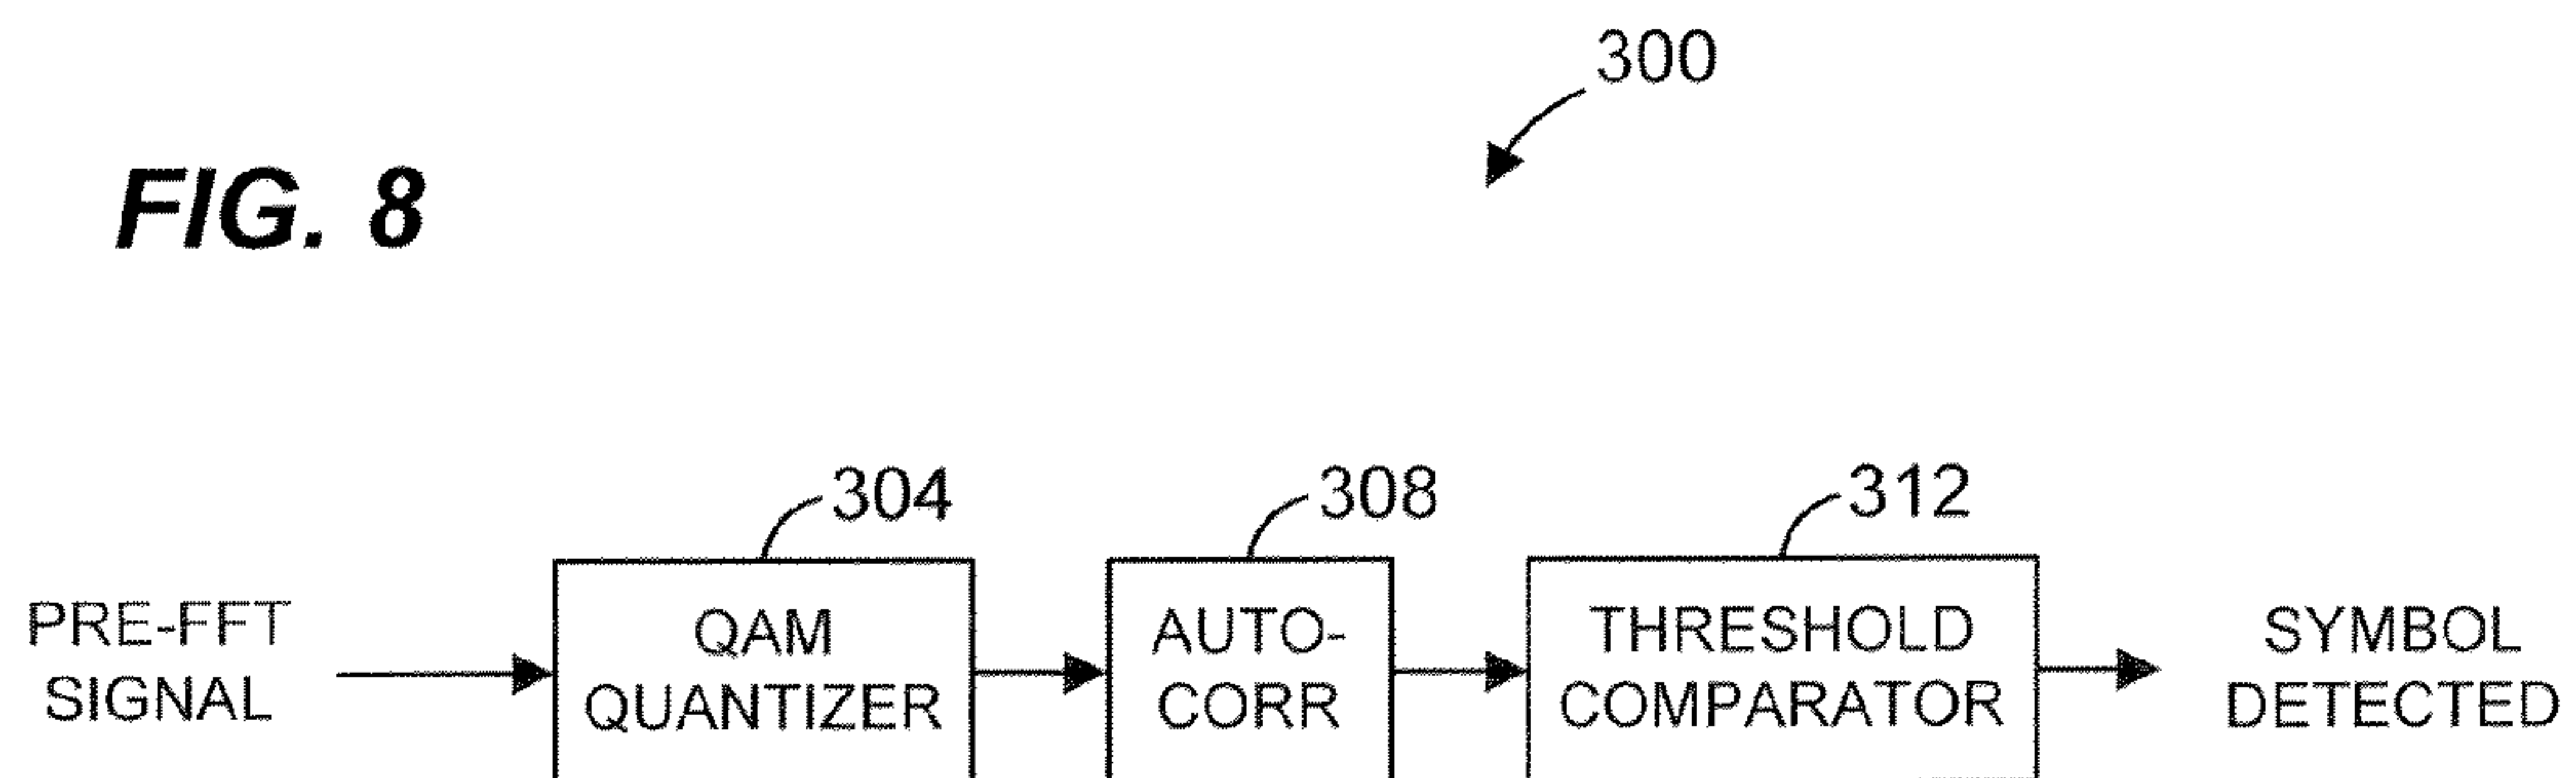 300
FIG. 8
304
308
312
PRE-FFT
SIGNAL
QAM
QUANTIZER
AUTO-
CORR
THRESHOLD
COMPARATOR
SYMBOL
DETECTED